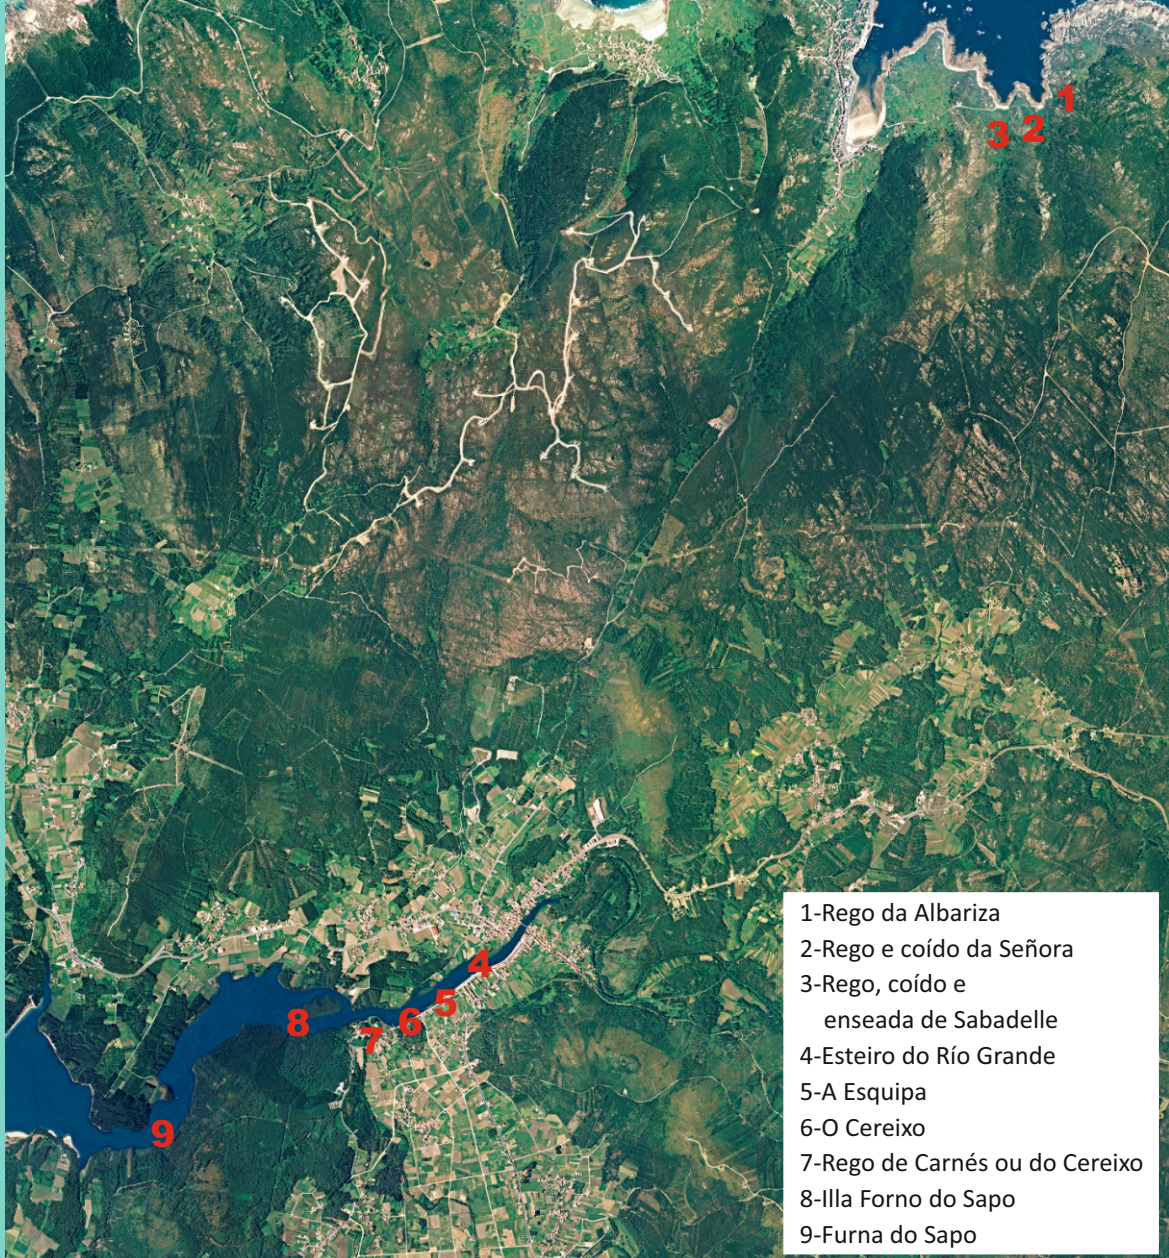 1
2
3
4
5
6
7
8
9
1-Rego da Albariza
2-Rego e coído da Señora
3-Rego, coído e
enseada de Sabadelle
4-Esteiro do Río Grande
5-A Esquipa
6-O Cereixo
7-Rego de Carnés ou do Cereixo
8-Illa Forno do Sapo
9-Furna do Sapo